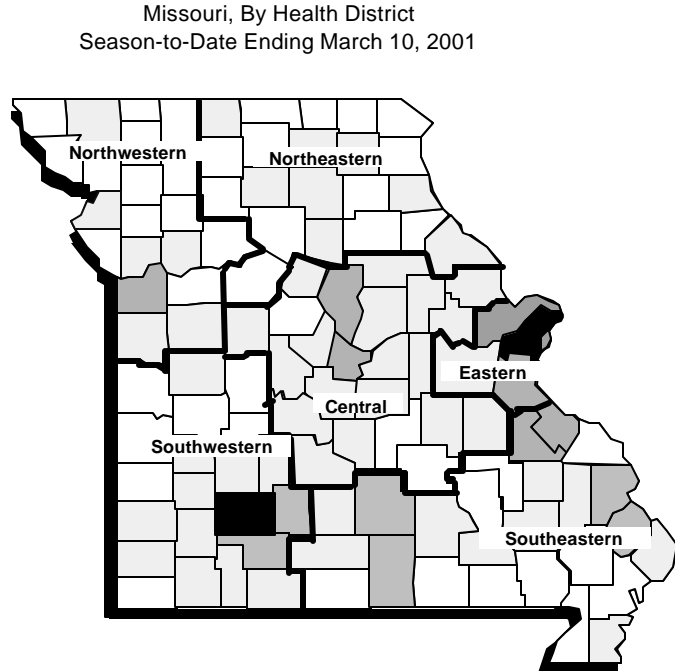 Missouri, By Health District
Season-to-Date Ending March 10, 2001
Northwestern
Northeastern
Eastern
Central
Southwestern
Southeastern